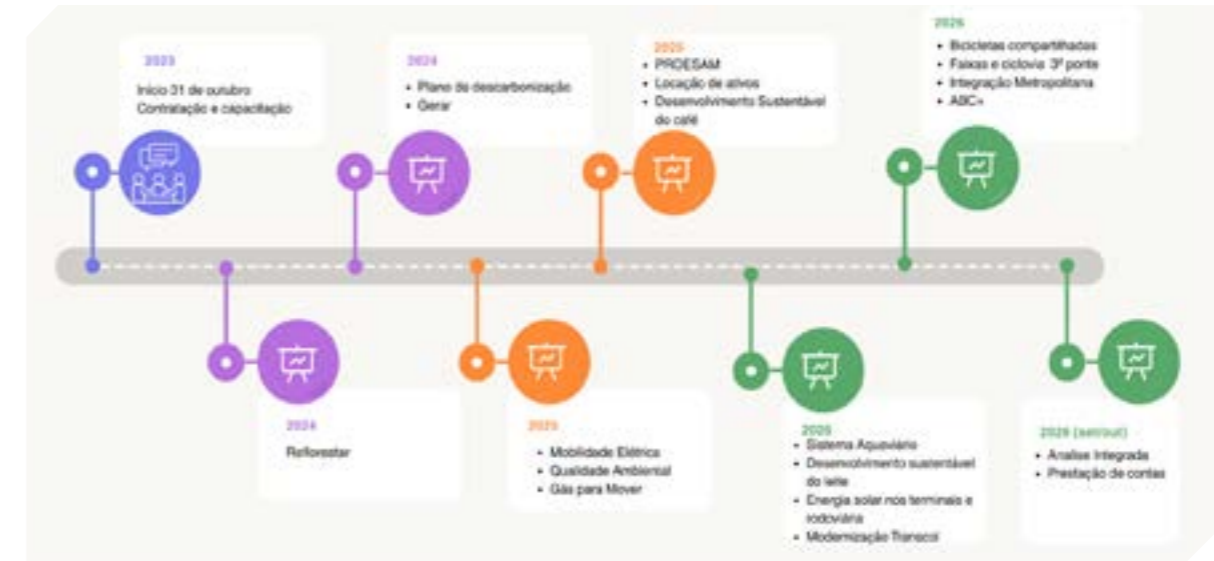 2023
Início 31 de outubro
Contratação e capacitação
2024
Reflorestar
2024
• Plano de descarbonização
• Gerar
2025
• Mobilidade Elétrica
• Qualidade Ambiental
• Gás para Mover
2025
• PROESAM
• Locação de ativos
• Desenvolvimento Sustentável
do café
2026
• Sistema Aquaviário
• Desenvolvimento sustentável
do leite
• Energia solar nos terminais e
rodoviária
• Modernização Transcol
2026
• Bicicletas compartilhadas
• Faixas e ciclovia 3ª ponte
• Integração Metropolitana
• ABC+
2026 (set/out)
• Analise Integrada
• Prestação de contas